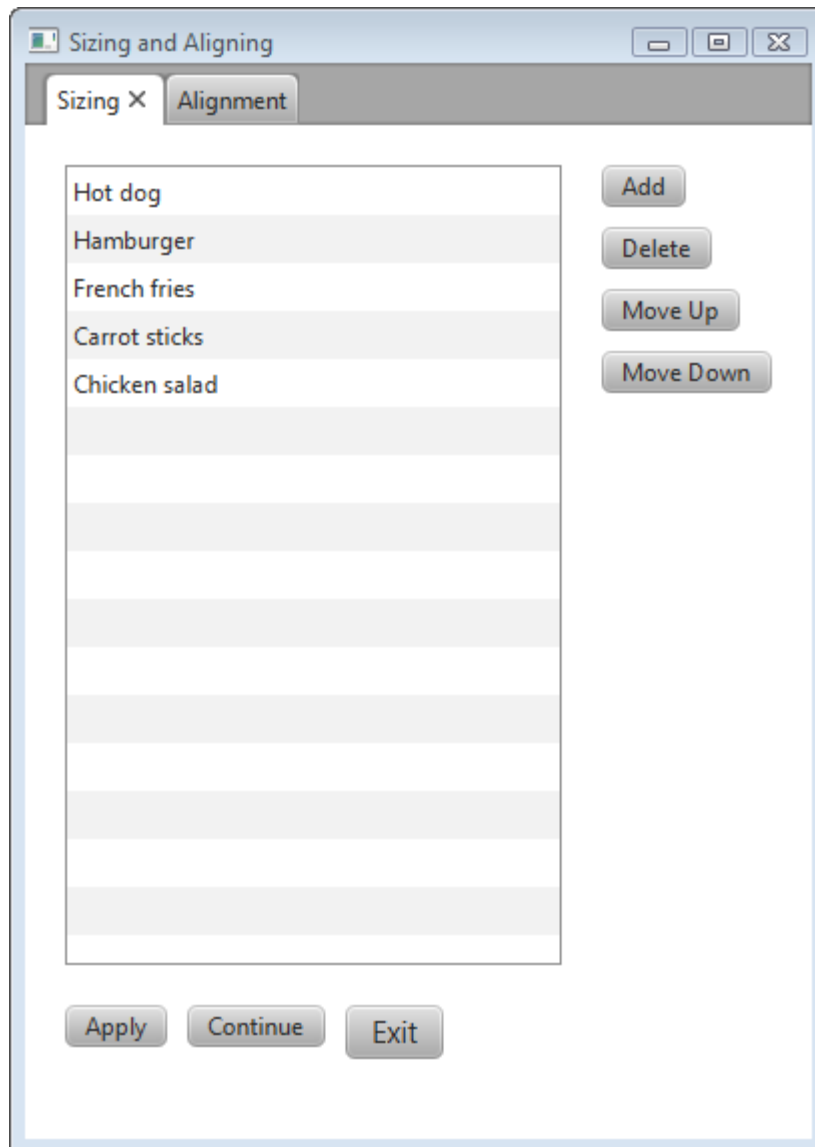 Sizing and Aligning
Sizing Alignment
Hot dog
Hamburger
French fries
Carrot sticks
Chicken salad
Add
Delete
Move Up
Move Down
Apply Continue Exit